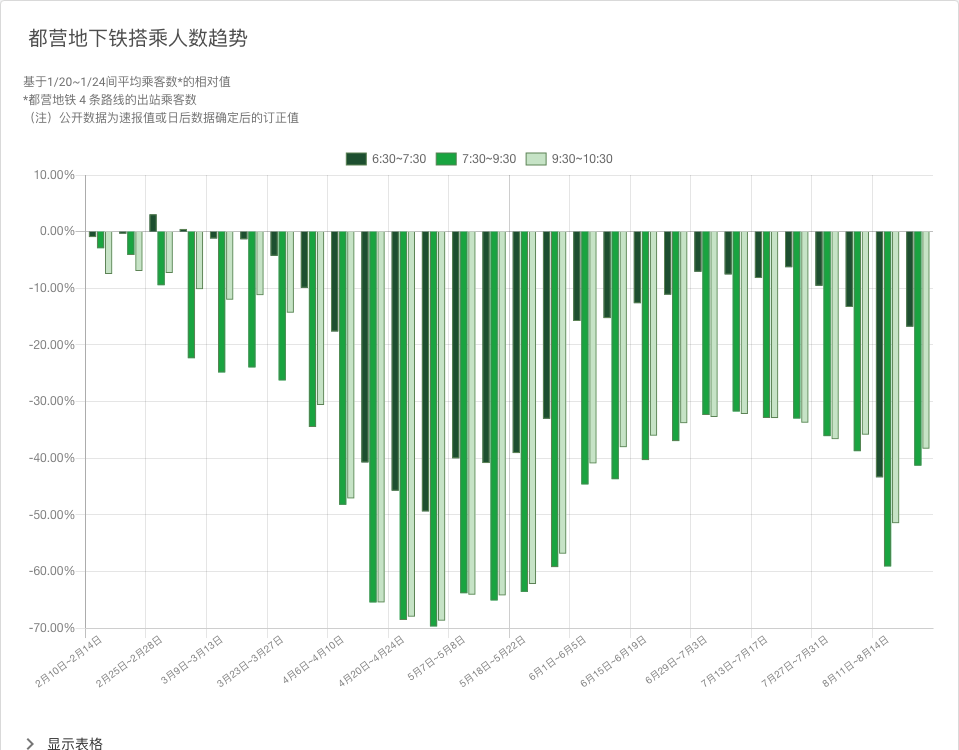 都营地下铁搭乘人数趋势
基于1/20~1/24间平均乘客数*的相对值
*都营地铁 4 条路线的出站乘客数
（注）公开数据为速报值或日后数据确定后的订正值
6:30~7:30 7:30~9:30 9:30~10:30
10.00%
0.00%
-10.00%
-20.00%
-30.00%
-40.00%
-50.00%
-60.00%
-70.00%
2月10日~2月14日
2月25日~2月28日
3月9日~3月13日
3月23日~3月27日
4月6日~4月10日
4月20日~4月24日
5月7日~5月8日
5月18日~5月22日
6月1日~6月5日
6月15日~6月19日
6月29日~7月3日
7月13日~7月17日
7月27日~7月31日
8月11日~8月14日
显示表格